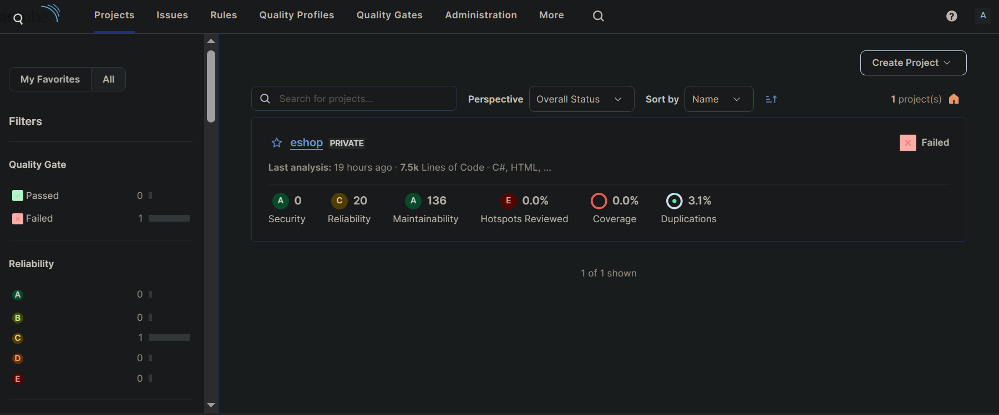 Projects Issues Rules Quality Profiles Quality Gates Administration More ? A
My Favorites All
Filters
Quality Gate
Passed 0
Failed 1
Reliability
A 0
B 0
C 1
D 0
E 0
Create Project
Search for projects... Perspective Overall Status Sort by Name 1 project(s)
eshop PRIVATE Failed
Last analysis: 19 hours ago • 7.5k Lines of Code • C#, HTML, ...
A 0 C 20 A 136 E 0.0% 0.0% 3.1%
Security Reliability Maintainability Hotspots Reviewed Coverage Duplications
1 of 1 shown